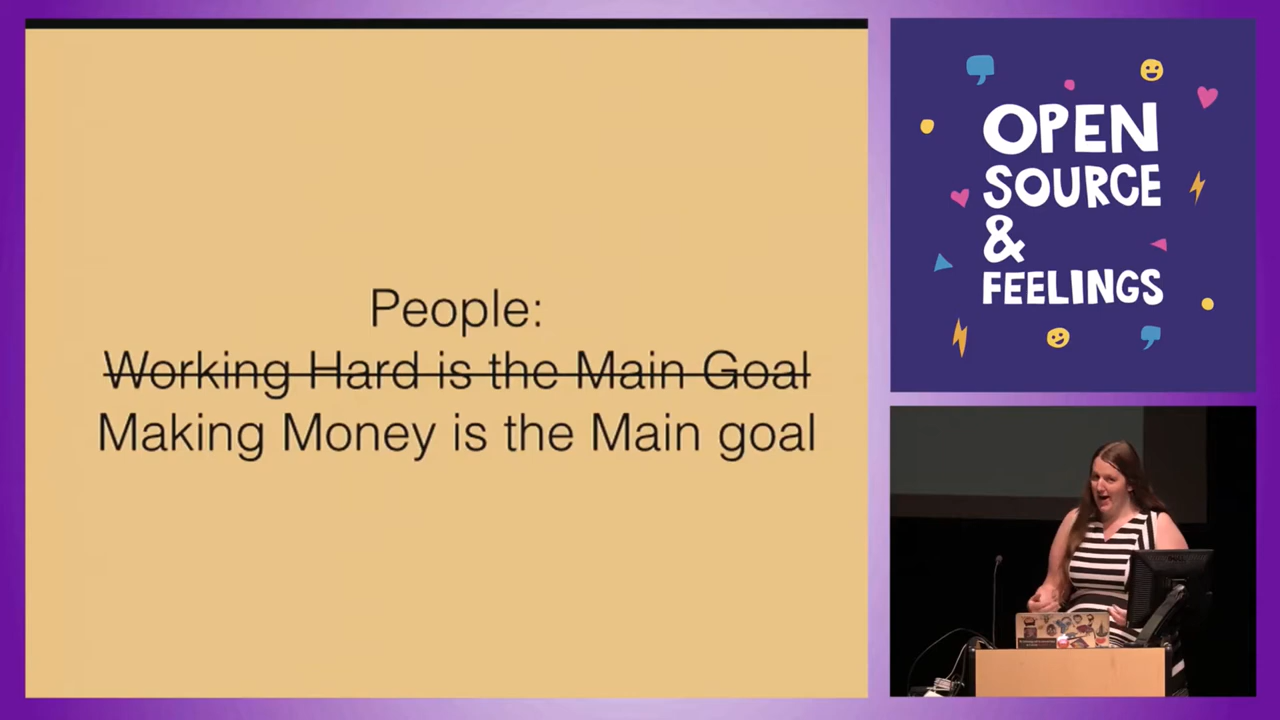 People:
Working Hard is the Main Goal
Making Money is the Main goal
OPEN
SOURCE
&
FEELINGS